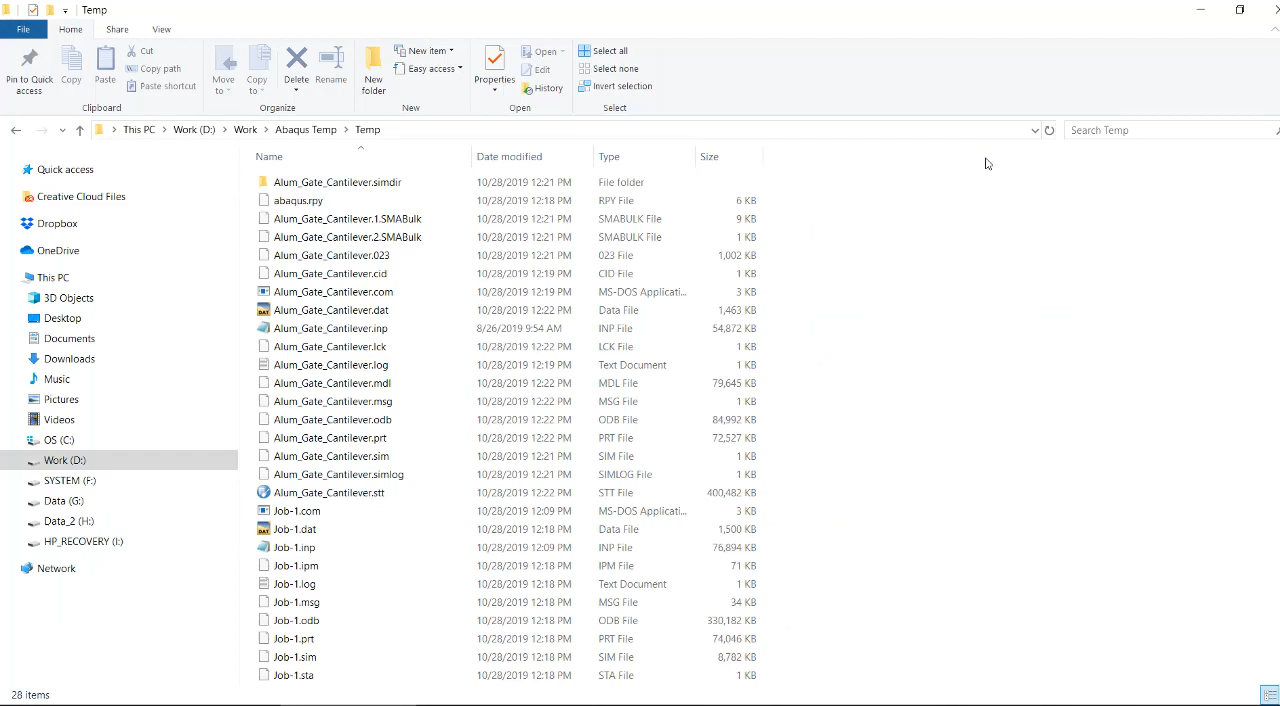 Temp
File Home Share View
Pin to Quick access
Copy
Paste
Cut
Copy path
Paste shortcut
Clipboard
Move to
Copy to
Delete
Rename
Organize
New folder
New item
Easy access
New
Properties
Open
Edit
History
Open
Select all
Select none
Invert selection
Select
This PC Work (D:) Work Abaqus Temp Temp
Search Temp
Quick access
Creative Cloud Files
Dropbox
OneDrive
This PC
3D Objects
Desktop
Documents
Downloads
Music
Pictures
Videos
OS (C:)
Work (D:)
SYSTEM (F:)
Data (G:)
Data_2 (H:)
HP_RECOVERY (I:)
Network
Name Date modified Type Size
Alum_Gate_Cantilever.simdir 10/28/2019 12:21 PM File folder
abaqus.rpy 10/28/2019 12:18 PM RPY File 6 KB
Alum_Gate_Cantilever.1.SMABulk 10/28/2019 12:21 PM SMABULK File 9 KB
Alum_Gate_Cantilever.2.SMABulk 10/28/2019 12:21 PM SMABULK File 1 KB
Alum_Gate_Cantilever.023 10/28/2019 12:21 PM 023 File 1,002 KB
Alum_Gate_Cantilever.cid 10/28/2019 12:19 PM CID File 1 KB
Alum_Gate_Cantilever.com 10/28/2019 12:19 PM MS-DOS Applicati... 3 KB
Alum_Gate_Cantilever.dat 10/28/2019 12:22 PM Data File 1,463 KB
Alum_Gate_Cantilever.inp 8/26/2019 9:54 AM INP File 54,872 KB
Alum_Gate_Cantilever.lck 10/28/2019 12:22 PM LCK File 1 KB
Alum_Gate_Cantilever.log 10/28/2019 12:19 PM Text Document 1 KB
Alum_Gate_Cantilever.mdl 10/28/2019 12:22 PM MDL File 79,645 KB
Alum_Gate_Cantilever.msg 10/28/2019 12:22 PM MSG File 1 KB
Alum_Gate_Cantilever.odb 10/28/2019 12:22 PM ODB File 84,992 KB
Alum_Gate_Cantilever.prt 10/28/2019 12:22 PM PRT File 72,527 KB
Alum_Gate_Cantilever.sim 10/28/2019 12:21 PM SIM File 1 KB
Alum_Gate_Cantilever.simlog 10/28/2019 12:21 PM SIMLOG File 1 KB
Alum_Gate_Cantilever.stt 10/28/2019 12:22 PM STT File 400,482 KB
Job-1.com 10/28/2019 12:09 PM MS-DOS Applicati... 3 KB
Job-1.dat 10/28/2019 12:18 PM Data File 1,500 KB
Job-1.inp 10/28/2019 12:09 PM INP File 76,894 KB
Job-1.ipm 10/28/2019 12:18 PM IPM File 71 KB
Job-1.log 10/28/2019 12:18 PM Text Document 1 KB
Job-1.msg 10/28/2019 12:18 PM MSG File 34 KB
Job-1.odb 10/28/2019 12:18 PM ODB File 330,182 KB
Job-1.prt 10/28/2019 12:18 PM PRT File 74,046 KB
Job-1.sim 10/28/2019 12:18 PM SIM File 8,782 KB
Job-1.sta 10/28/2019 12:18 PM STA File 1 KB
28 items